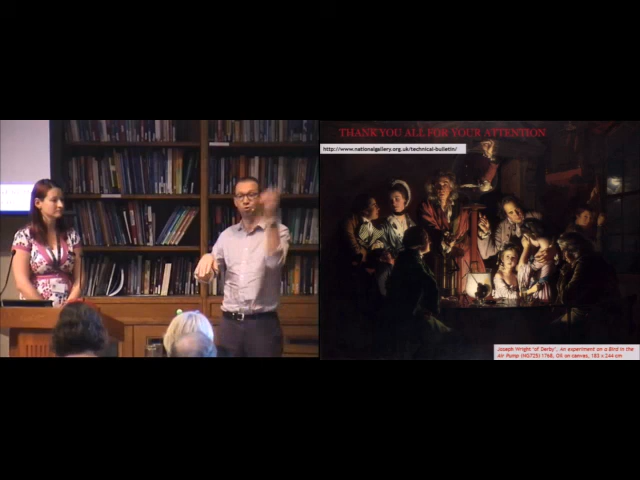 THANK YOU ALL FOR YOUR ATTENTION
http://www.nationalgallery.org.uk/technical-bulletin/
Joseph Wright 'of Derby', An experiment on a Bird in the
Air Pump (NG725) 1768, Oil on canvas, 183 x 244 cm